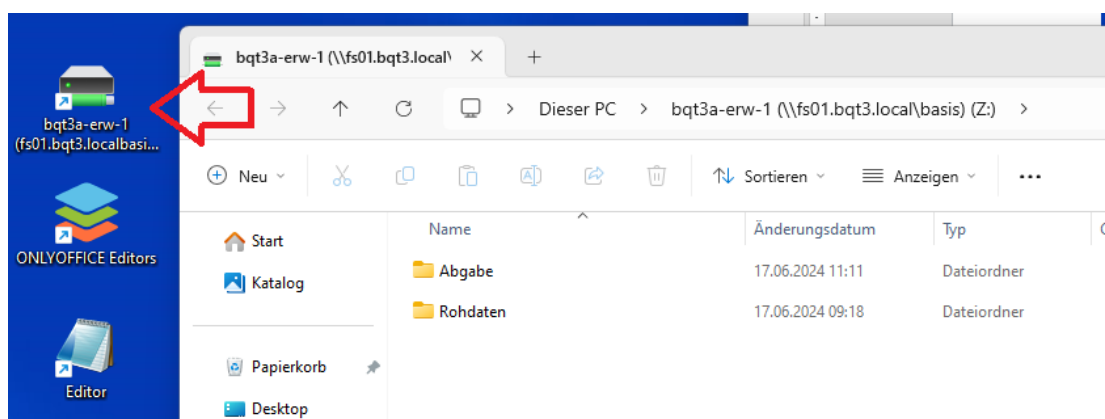 bqt3a-erw-1
(fs01.bqt3.localbasi...
ONLYOFFICE Editors
Editor
bqt3a-erw-1 (\\fs01.bqt3.local\
Dieser PC > bqt3a-erw-1 (\\fs01.bqt3.local\basis) (Z:) >
Neu Sortieren Anzeigen ...
Start
Katalog
Papierkorb
Desktop
Name Änderungsdatum Typ
Abgabe 17.06.2024 11:11 Dateiordner
Rohdaten 17.06.2024 09:18 Dateiordner